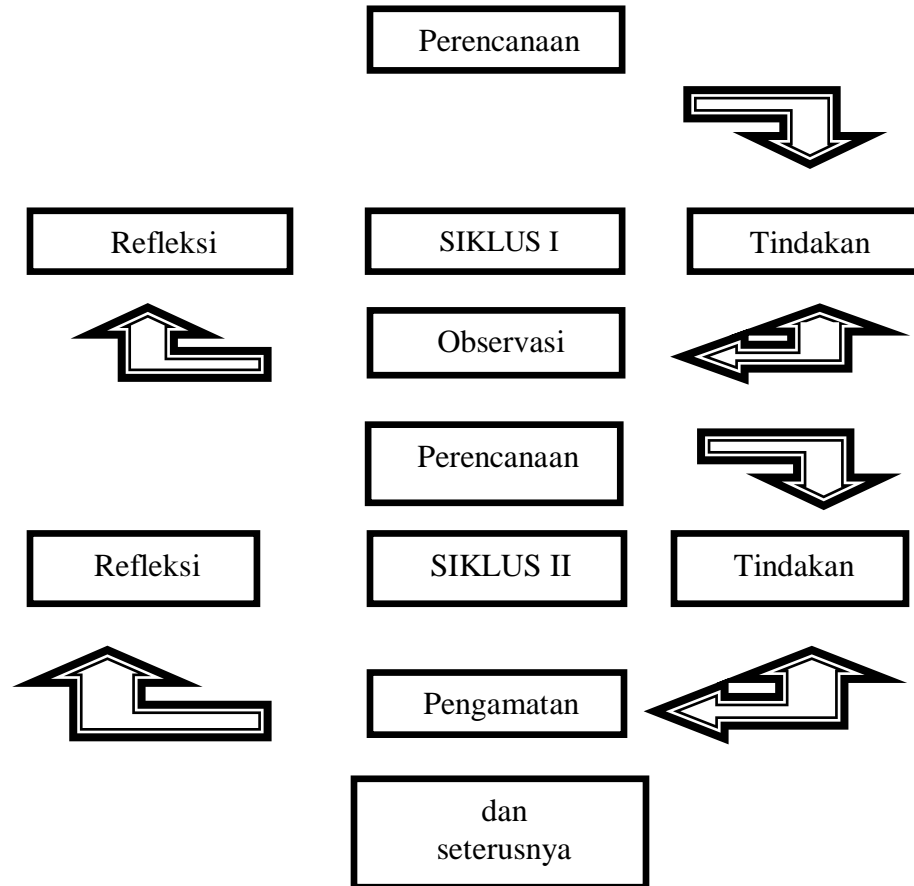 Perencanaan
Refleksi
SIKLUS I
Tindakan
Observasi
Perencanaan
Refleksi
SIKLUS II
Tindakan
Pengamatan
dan
seterusnya